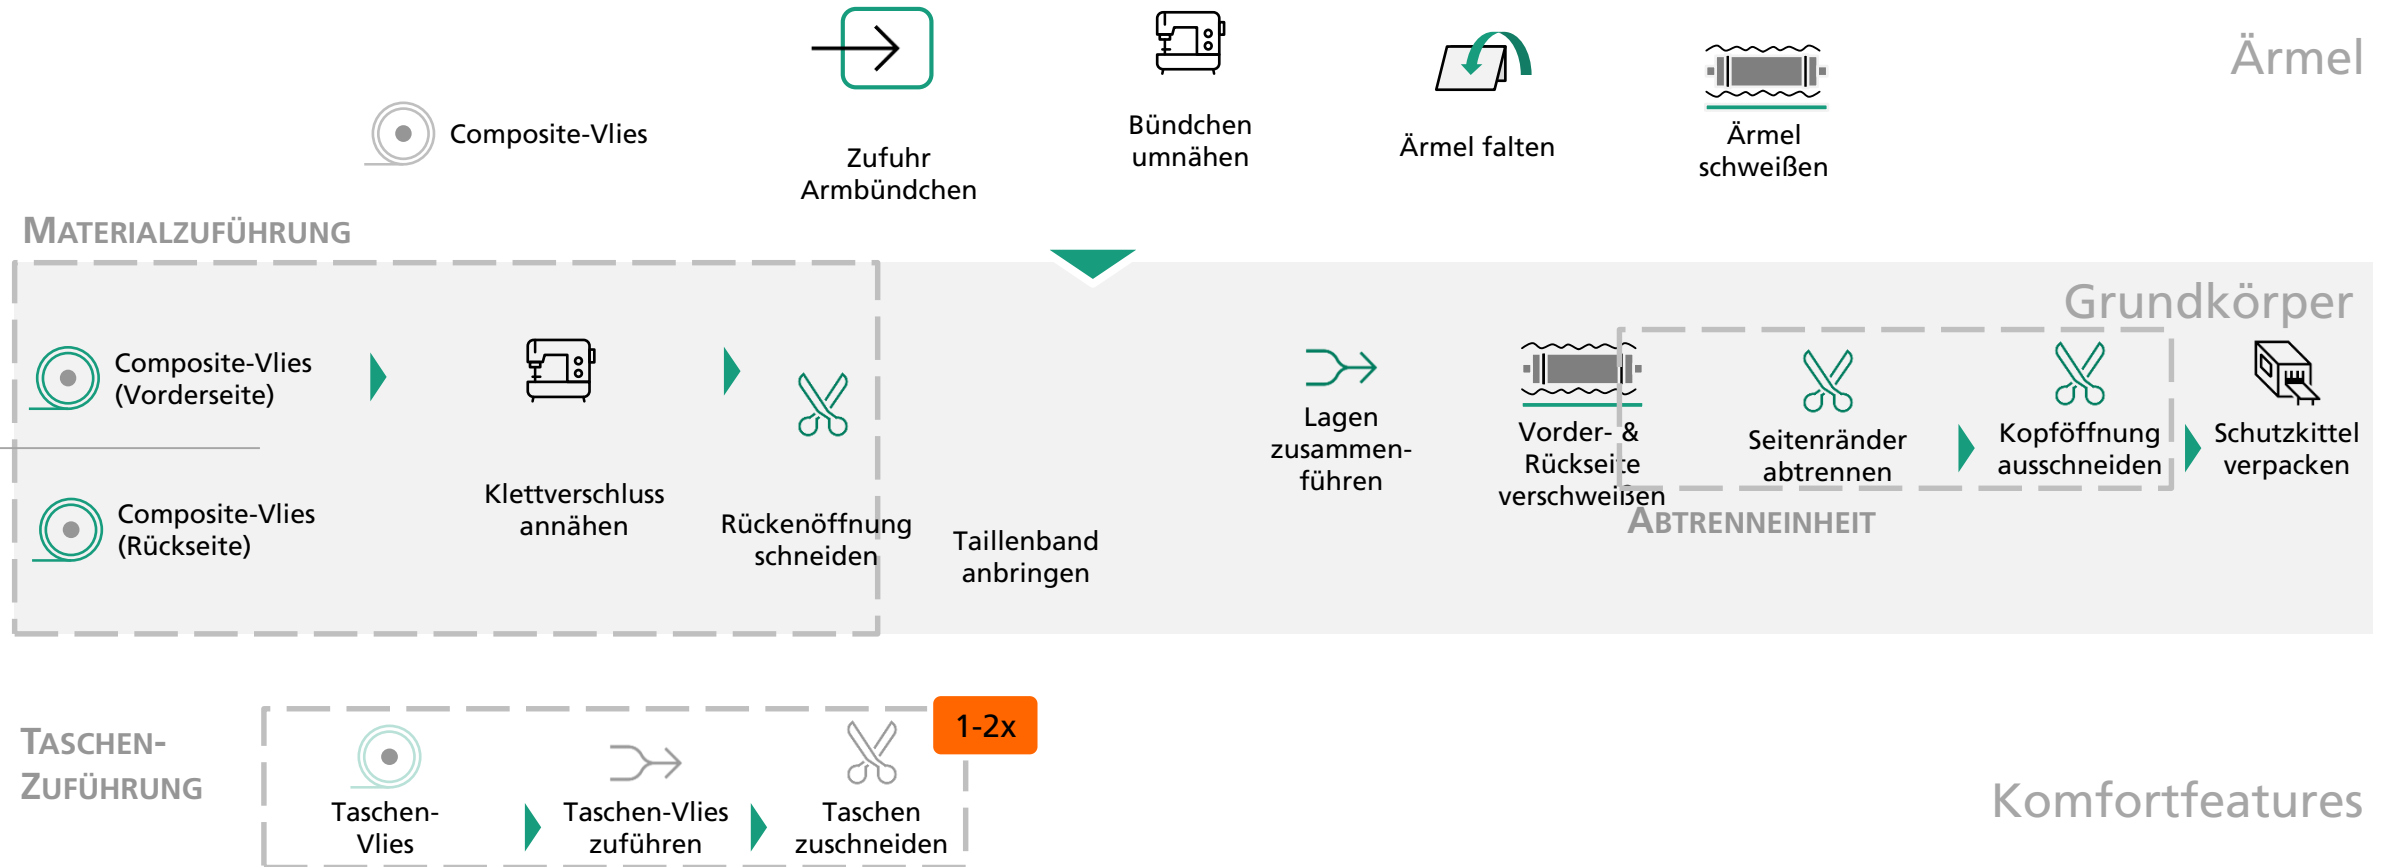 Ärmel
Composite-Vlies
Zufuhr
Armbündchen
Bündchen
umnähen
Ärmel falten
Ärmel
schweißen
MATERIALZUFÜHRUNG
Grundkörper
Composite-Vlies
(Vorderseite)
Composite-Vlies
(Rückseite)
Klettverschluss
annähen
Rückenöffnung
schneiden
Taillenband
anbringen
Lagen
zusammen-
führen
Vorder- &
Rückseite
verschweißen
Seitenränder
abtrennen
Kopföffnung
ausschneiden
Schutzkittel
verpacken
ABTRENNEINHEIT
TASCHEN-
ZUFÜHRUNG
1-2x
Taschen-
Vlies
Taschen-Vlies
zuführen
Taschen
zuschneiden
Komfortfeatures